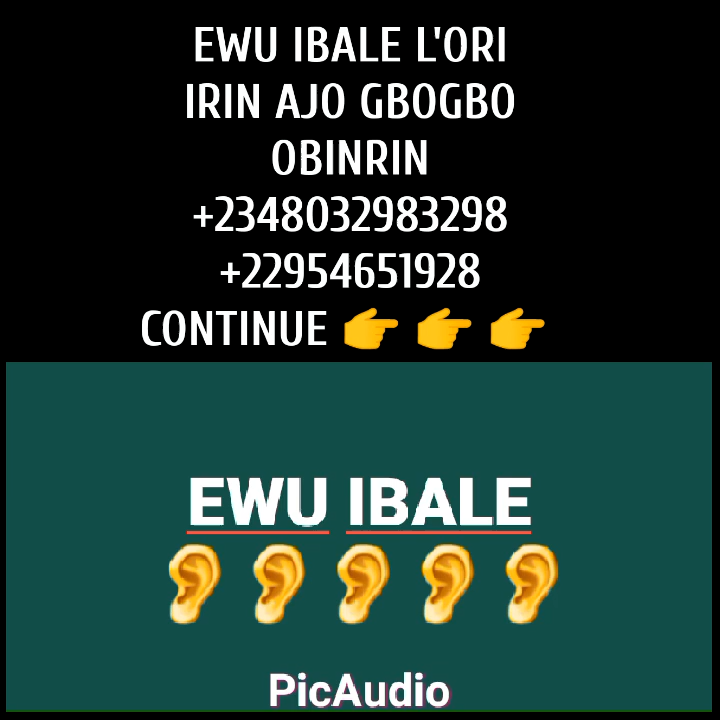 EWU IBALE L'ORI
IRIN AJO GBOGBO
OBINRIN
+2348032983298
+22954651928
CONTINUE 👉 👉 👉
EWU IBALE
👂 👂 👂 👂 👂
PicAudio